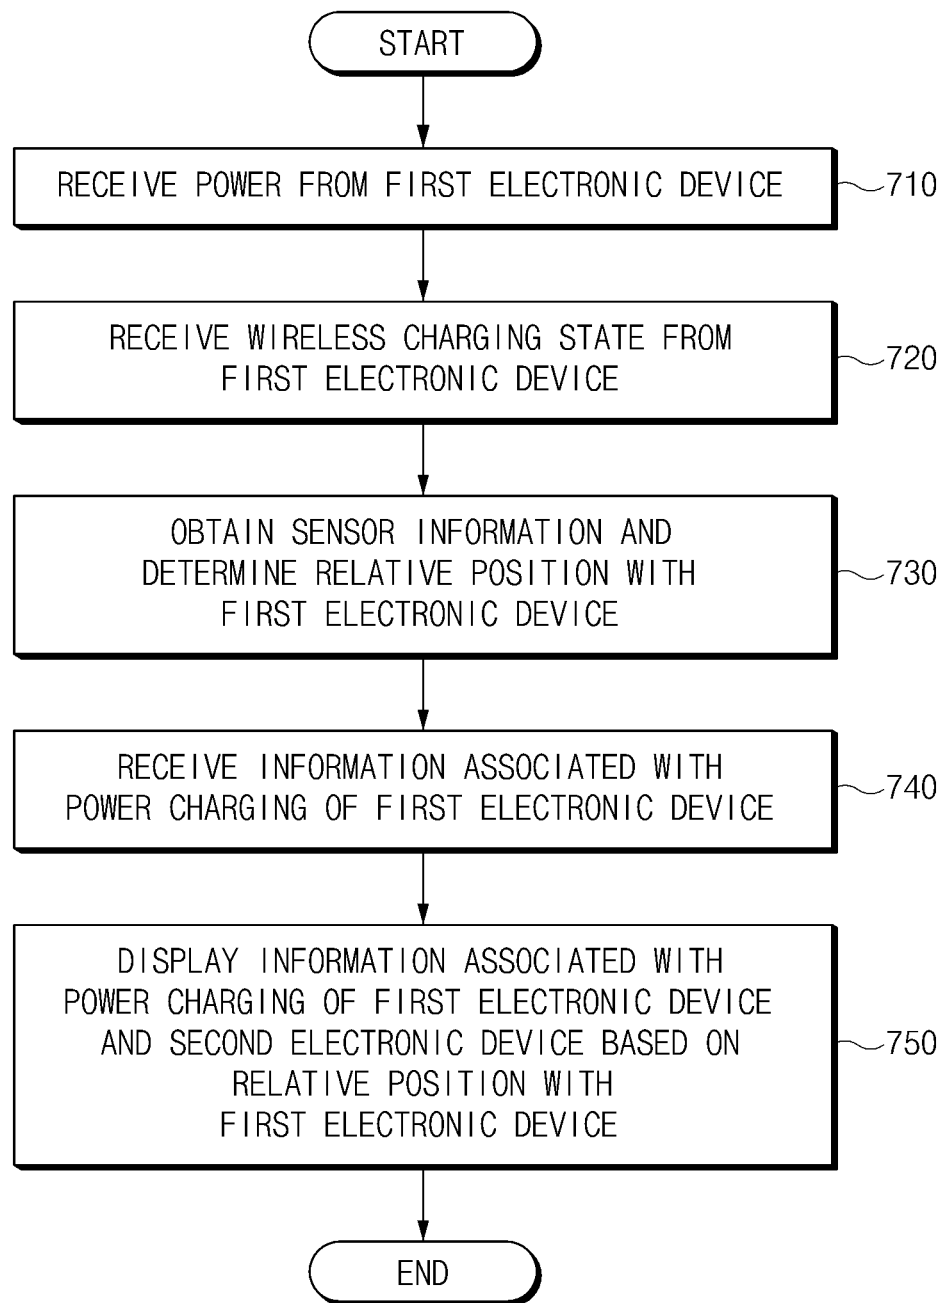 START
RECEIVE POWER FROM FIRST ELECTRONIC DEVICE
710
RECEIVE WIRELESS CHARGING STATE FROM
FIRST ELECTRONIC DEVICE
720
OBTAIN SENSOR INFORMATION AND
DETERMINE RELATIVE POSITION WITH
FIRST ELECTRONIC DEVICE
730
RECEIVE INFORMATION ASSOCIATED WITH
POWER CHARGING OF FIRST ELECTRONIC DEVICE
740
DISPLAY INFORMATION ASSOCIATED WITH
POWER CHARGING OF FIRST ELECTRONIC DEVICE
AND SECOND ELECTRONIC DEVICE BASED ON
RELATIVE POSITION WITH
FIRST ELECTRONIC DEVICE
750
END